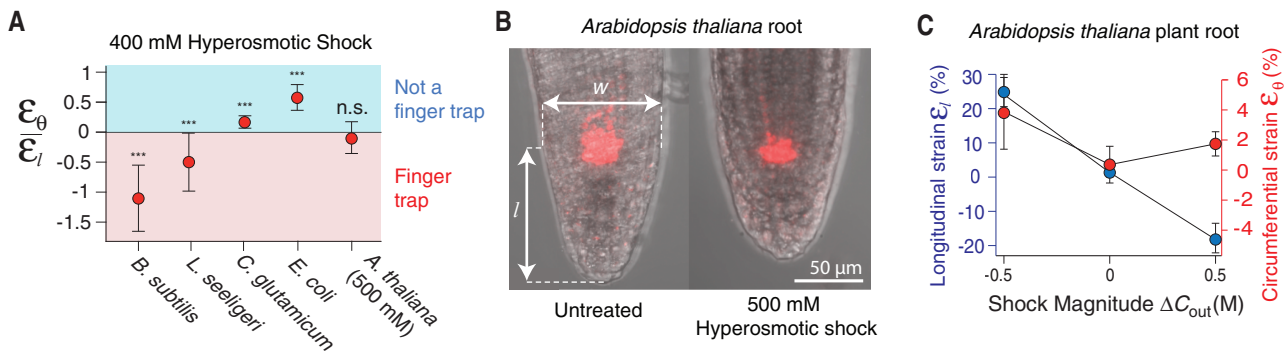 A
400 mM Hyperosmotic Shock
1
0.5
0
-0.5
-1
-1.5
εθ
εl
***
***
***
***
n.s.
Not a
finger trap
Finger
trap
B. subtilis
L. seeligeri
C. glutamicum
E. coli
A. thaliana
(500 mM)
B
Arabidopsis thaliana root
w
l
50 µm
Untreated
500 mM
Hyperosmotic shock
C
Arabidopsis thaliana plant root
Longitudinal strain εl (%)
30
20
10
0
-10
-20
6
4
2
0
-2
-4
Circumferential strain εθ (%)
-0.5
0
0.5
Shock Magnitude ΔCout(M)